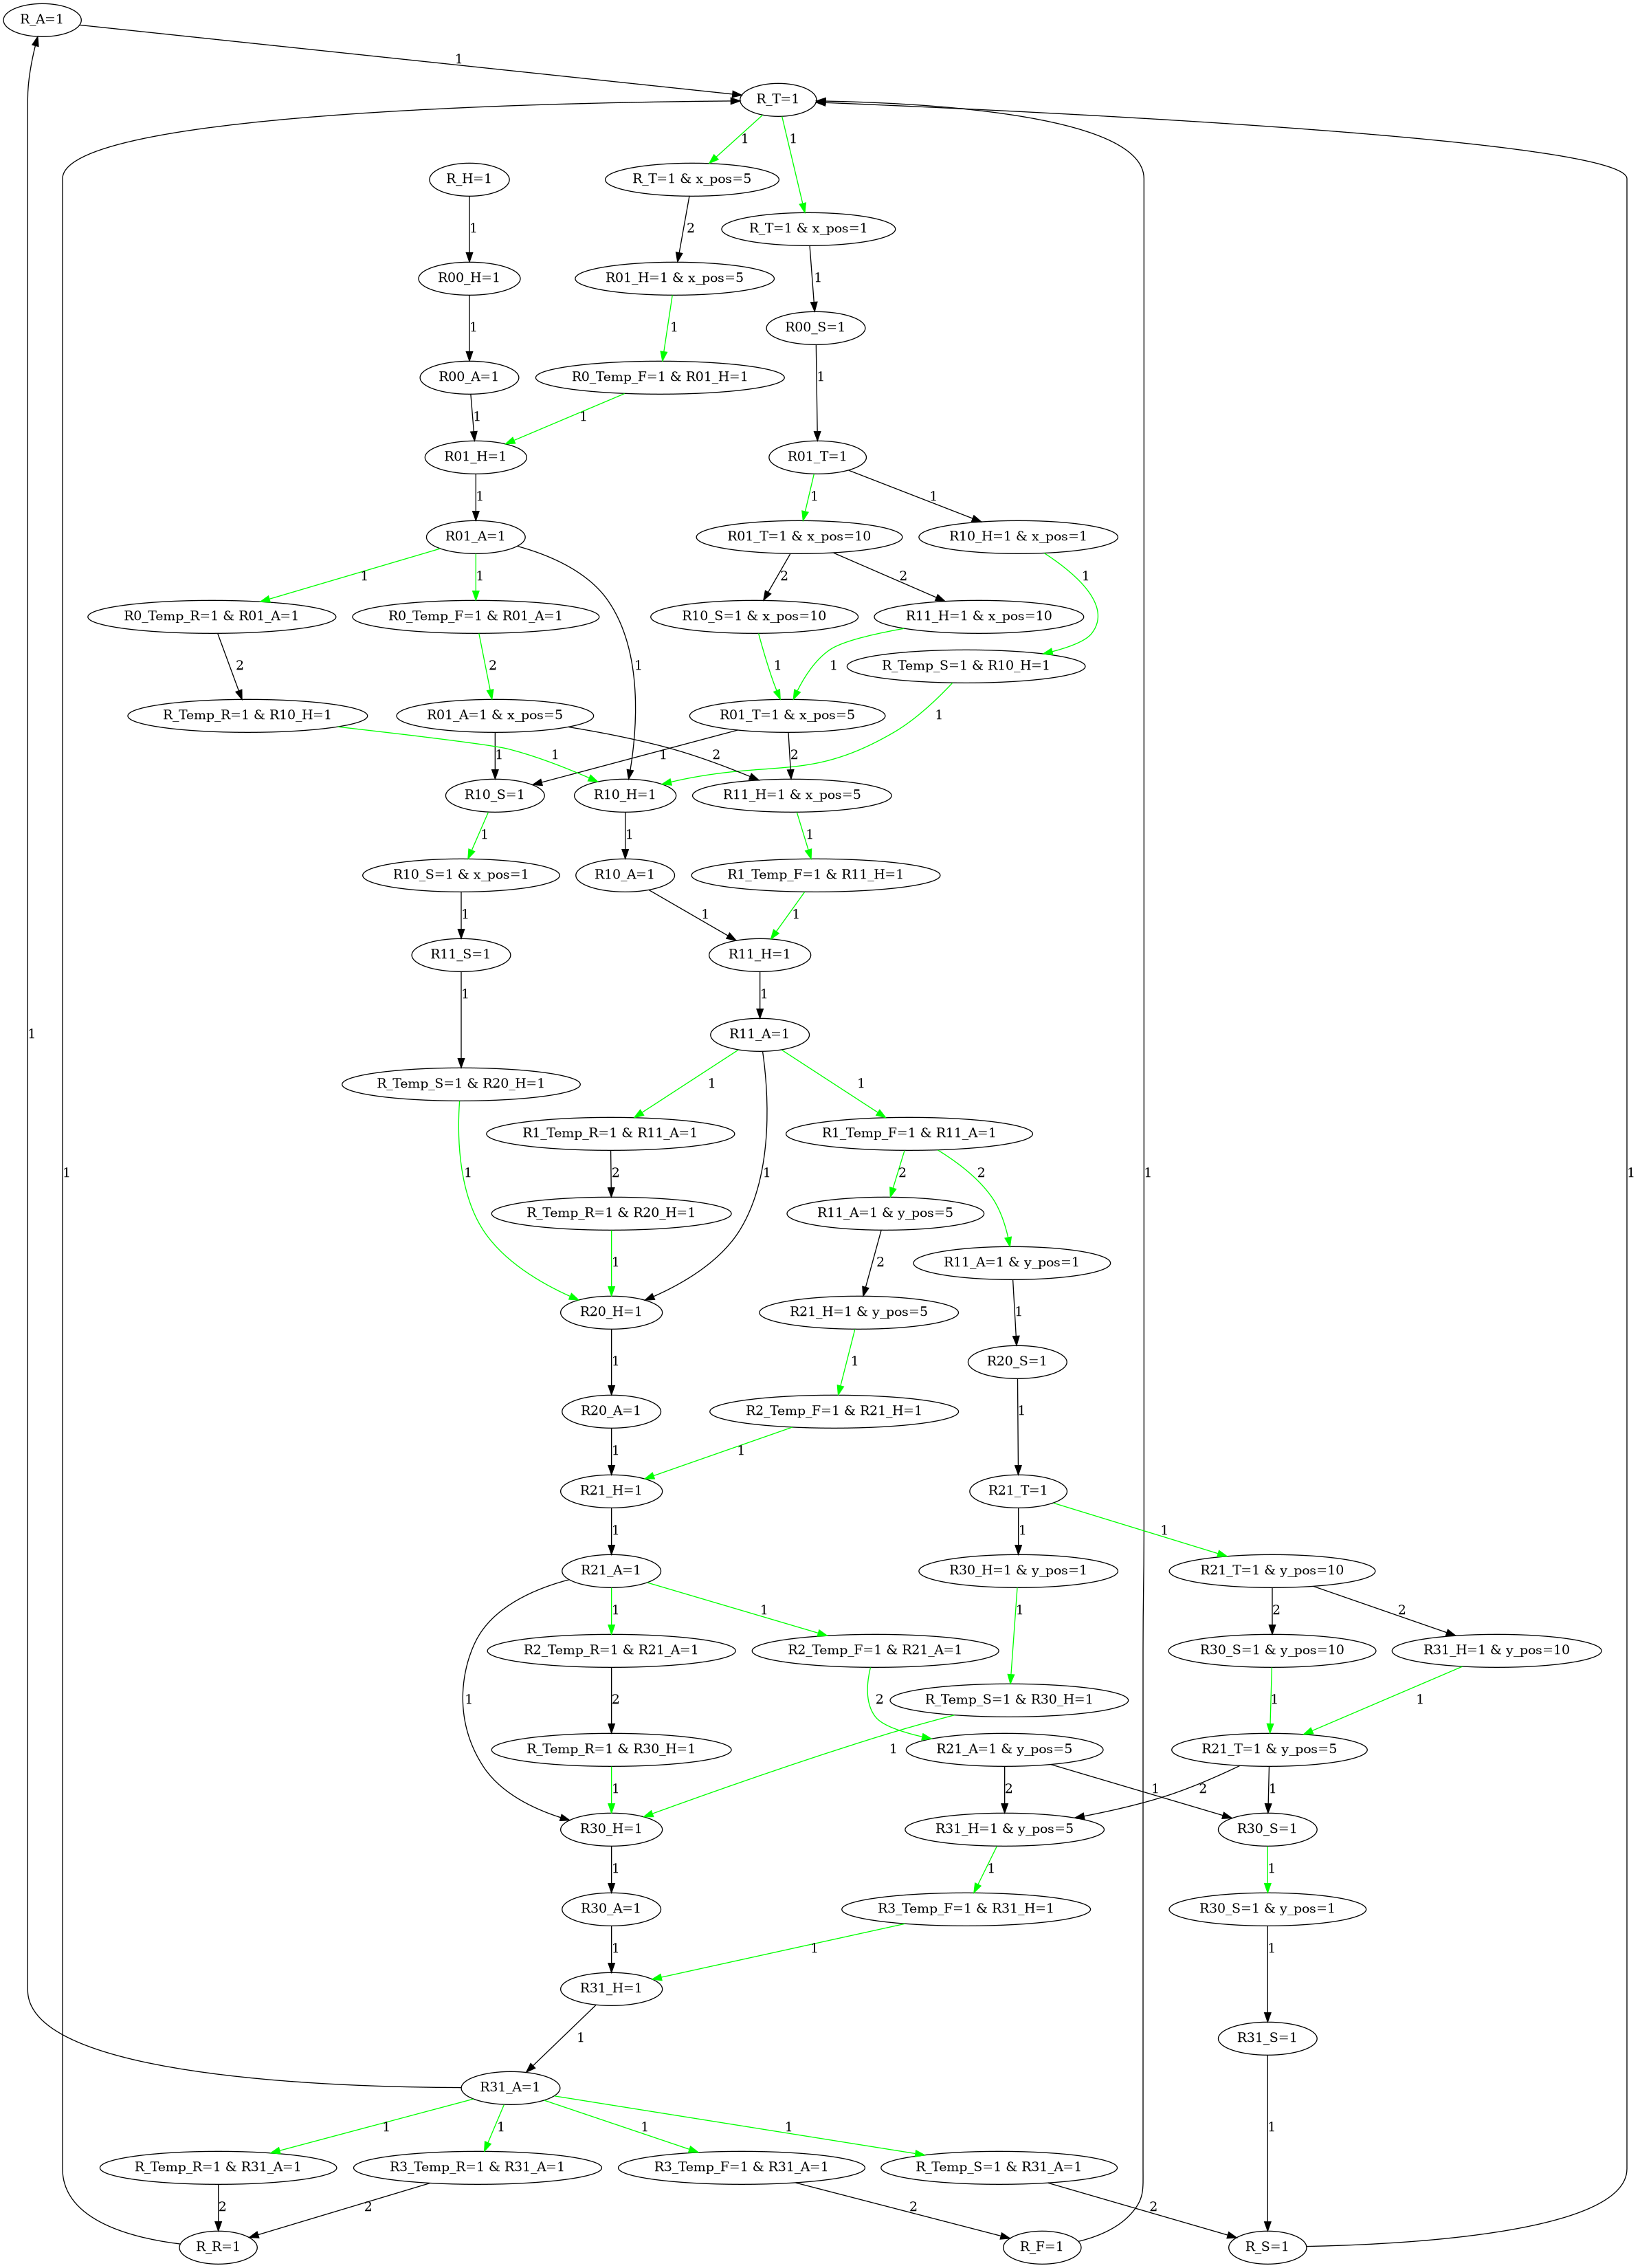 R_A=1
1
R_T=1
1
1
R_H=1
R_T=1 & x_pos=5
R_T=1 & x_pos=1
1
2
R00_H=1
R01_H=1 & x_pos=5
1
R00_S=1
1
1
R00_A=1
R0_Temp_F=1 & R01_H=1
1
1
1
R01_H=1
R01_T=1
1
1
1
R01_A=1
R01_T=1 & x_pos=10
R10_H=1 & x_pos=1
1
1
2
2
1
R0_Temp_R=1 & R01_A=1
R0_Temp_F=1 & R01_A=1
R10_S=1 & x_pos=10
R11_H=1 & x_pos=10
2
2
1
1
1
R_Temp_S=1 & R10_H=1
R_Temp_R=1 & R10_H=1
R01_A=1 & x_pos=5
R01_T=1 & x_pos=5
1
1
1
2
1
2
R10_S=1
R10_H=1
R11_H=1 & x_pos=5
1
1
1
R10_S=1 & x_pos=1
R10_A=1
R1_Temp_F=1 & R11_H=1
1
1
1
R11_S=1
R11_H=1
1
1
1
R11_A=1
R_Temp_S=1 & R20_H=1
1
1
R1_Temp_R=1 & R11_A=1
R1_Temp_F=1 & R11_A=1
1
2
1
2
2
1
1
R_Temp_R=1 & R20_H=1
R11_A=1 & y_pos=5
1
2
R11_A=1 & y_pos=1
R20_H=1
R21_H=1 & y_pos=5
1
1
1
R20_S=1
R20_A=1
R2_Temp_F=1 & R21_H=1
1
1
1
R21_H=1
R21_T=1
1
1
1
R21_A=1
R30_H=1 & y_pos=1
R21_T=1 & y_pos=10
1
1
1
2
2
R2_Temp_R=1 & R21_A=1
R2_Temp_F=1 & R21_A=1
R30_S=1 & y_pos=10
R31_H=1 & y_pos=10
1
2
2
R_Temp_S=1 & R30_H=1
1
1
R_Temp_R=1 & R30_H=1
R21_A=1 & y_pos=5
R21_T=1 & y_pos=5
1
1
2
1
2
1
R30_H=1
R31_H=1 & y_pos=5
R30_S=1
1
1
1
R30_A=1
R3_Temp_F=1 & R31_H=1
R30_S=1 & y_pos=1
1
1
1
R31_H=1
1
R31_S=1
R31_A=1
1
1
1
1
1
R_Temp_R=1 & R31_A=1
R3_Temp_R=1 & R31_A=1
R3_Temp_F=1 & R31_A=1
R_Temp_S=1 & R31_A=1
2
2
2
2
R_R=1
R_F=1
R_S=1